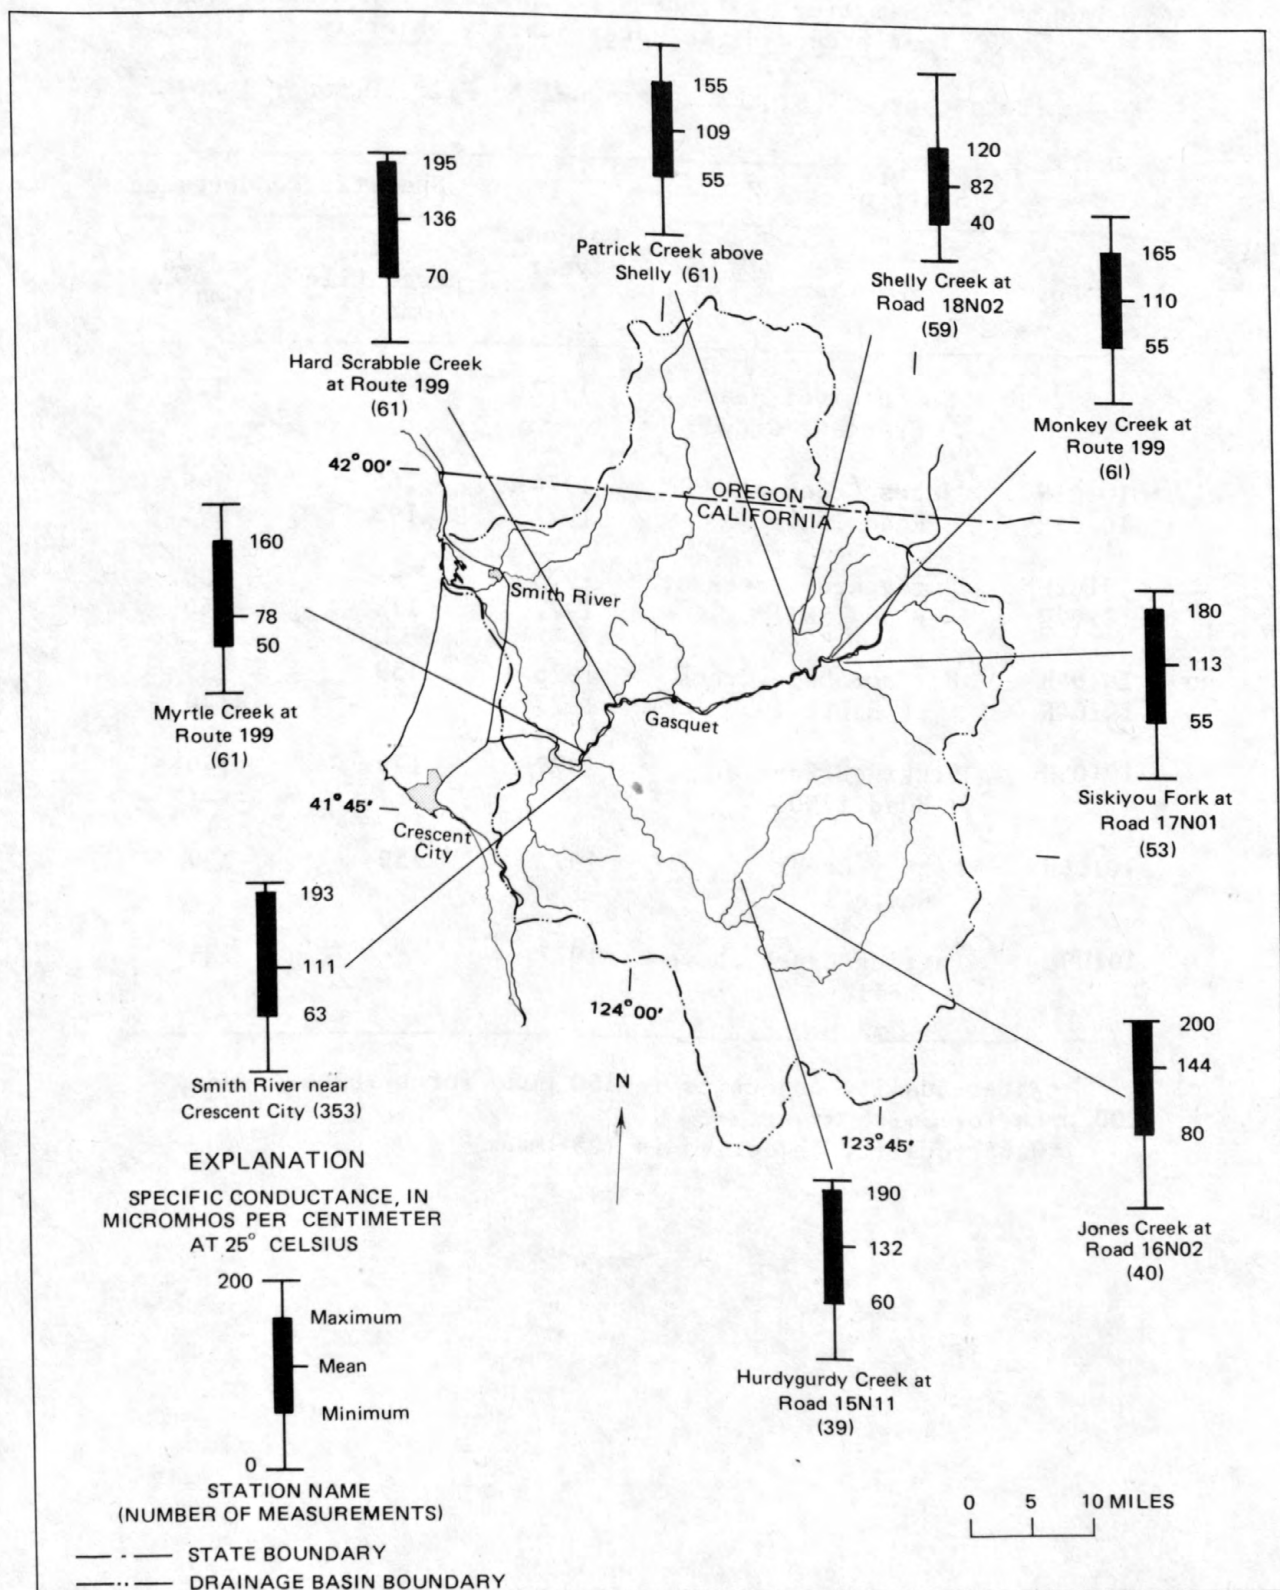 155
109
55
Patrick Creek above
Shelly (61)
120
82
40
Shelly Creek at
Road 18N02
(59)
195
136
70
Hard Scrabble Creek
at Route 199
(61)
165
110
55
Monkey Creek at
Route 199
(61)
42°00'
OREGON
CALIFORNIA
160
78
50
Myrtle Creek at
Route 199
(61)
Smith River
Gasquet
180
113
55
Siskiyou Fork at
Road 17N01
(53)
41°45'
Crescent
City
193
111
63
Smith River near
Crescent City (353)
124°00'
N
123°45'
200
144
80
Jones Creek at
Road 16N02
(40)
190
132
60
Hurdygurdy Creek at
Road 15N11
(39)
EXPLANATION
SPECIFIC CONDUCTANCE, IN
MICROMHOS PER CENTIMETER
AT 25° CELSIUS
200
Maximum
Mean
Minimum
0
STATION NAME
(NUMBER OF MEASUREMENTS)
STATE BOUNDARY
DRAINAGE BASIN BOUNDARY
0 5 10 MILES